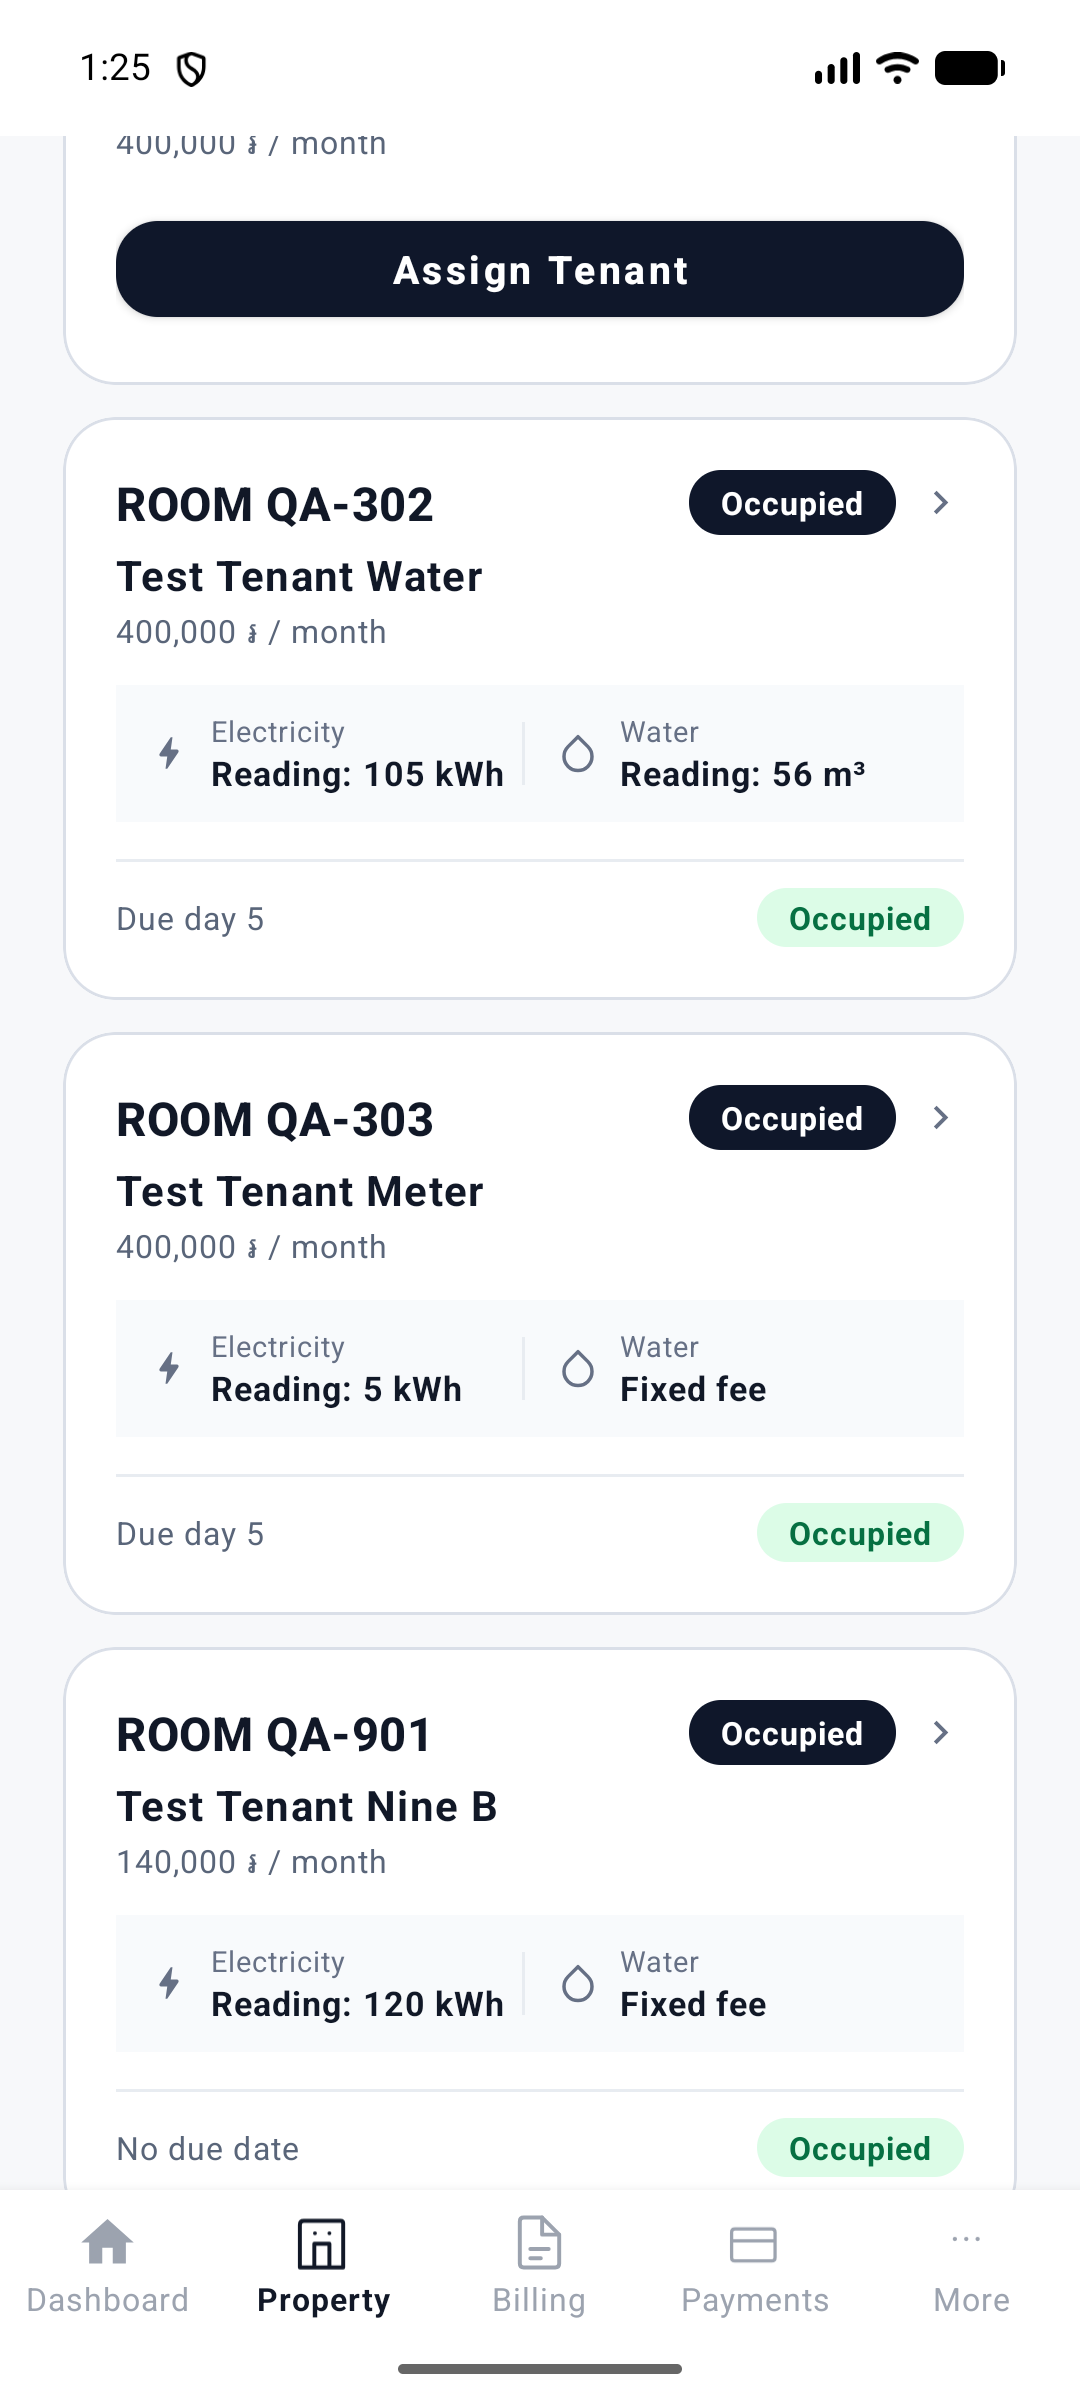 1:25
400,000 ៛ / month
Assign Tenant
ROOM QA-302
Occupied
Test Tenant Water
400,000 ៛ / month
Electricity
Reading: 105 kWh
Water
Reading: 56 m³
Due day 5
Occupied
ROOM QA-303
Occupied
Test Tenant Meter
400,000 ៛ / month
Electricity
Reading: 5 kWh
Water
Fixed fee
Due day 5
Occupied
ROOM QA-901
Occupied
Test Tenant Nine B
140,000 ៛ / month
Electricity
Reading: 120 kWh
Water
Fixed fee
No due date
Occupied
Dashboard
Property
Billing
Payments
More